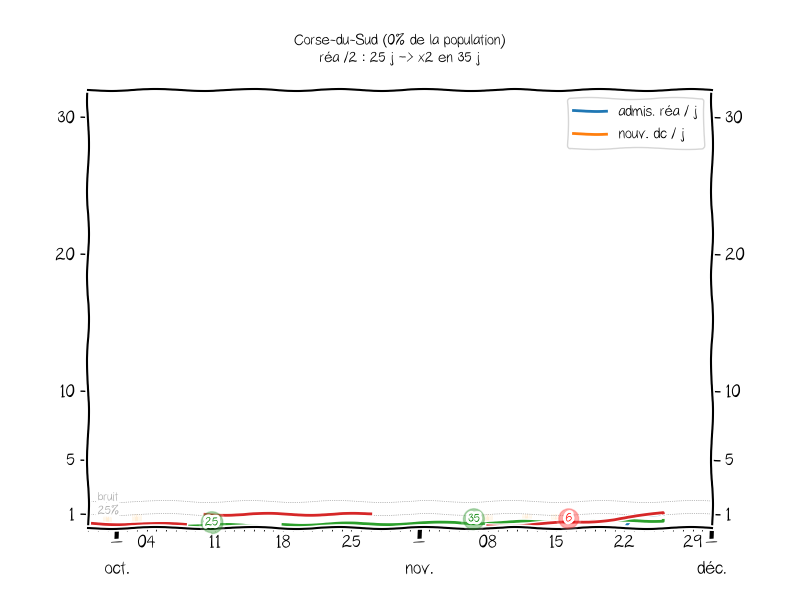 Corse-du-Sud (0% de la population)
réa /2 : 25 j -> x2 en 35 j
admis. réa / j
nouv. dc / j
30
30
20
20
10
10
5
5
bruit
25%
1
1
25
35
6
04
11
18
25
08
15
22
29
oct.
nov.
déc.